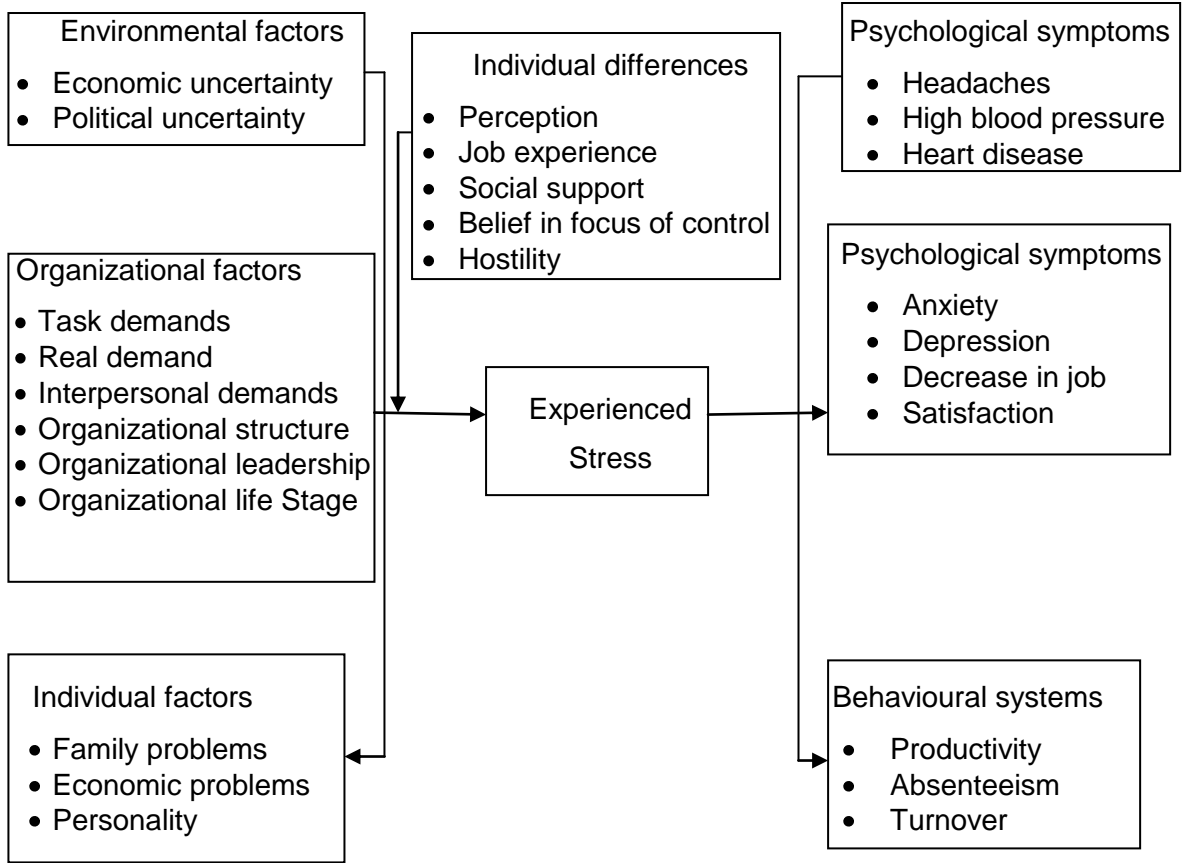 Environmental factors
• Economic uncertainty
• Political uncertainty
Organizational factors
• Task demands
• Real demand
• Interpersonal demands
• Organizational structure
• Organizational leadership
• Organizational life Stage
Individual factors
• Family problems
• Economic problems
• Personality
Individual differences
• Perception
• Job experience
• Social support
• Belief in focus of control
• Hostility
Experienced
Stress
Psychological symptoms
• Headaches
• High blood pressure
• Heart disease
Psychological symptoms
• Anxiety
• Depression
• Decrease in job
• Satisfaction
Behavioural systems
• Productivity
• Absenteeism
• Turnover